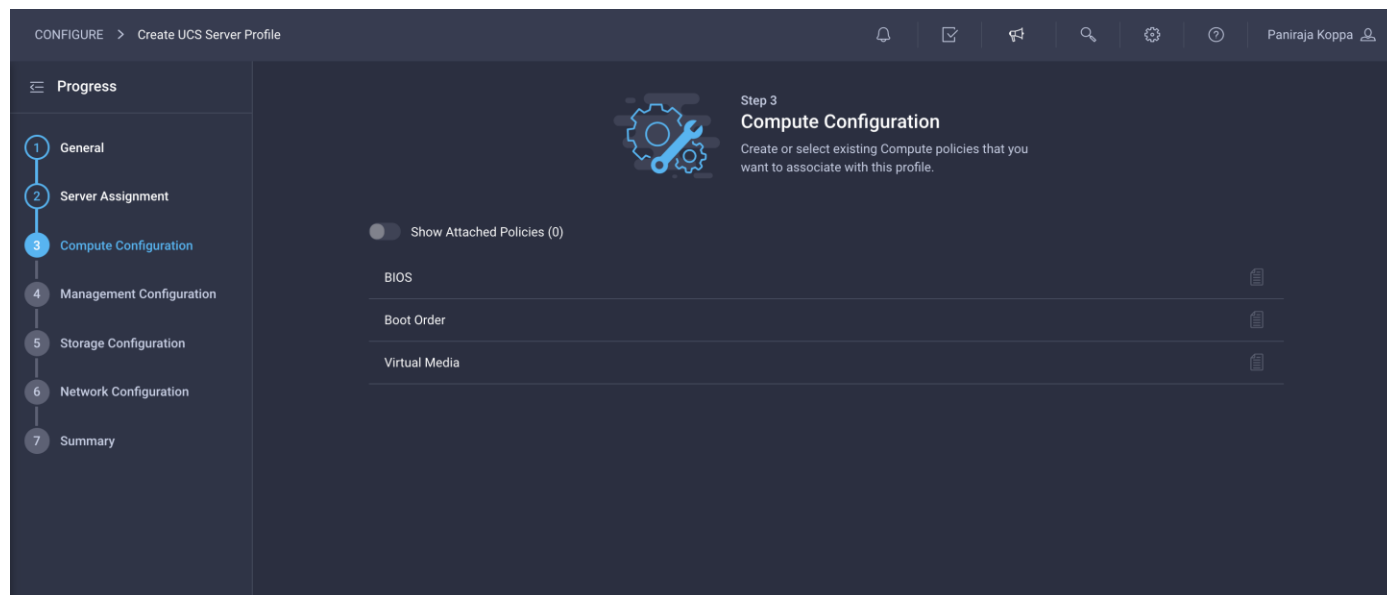 CONFIGURE > Create UCS Server Profile
Paniraja Koppa
Progress
1 General
2 Server Assignment
3 Compute Configuration
4 Management Configuration
5 Storage Configuration
6 Network Configuration
7 Summary
Step 3
Compute Configuration
Create or select existing Compute policies that you
want to associate with this profile.
Show Attached Policies (0)
BIOS
Boot Order
Virtual Media